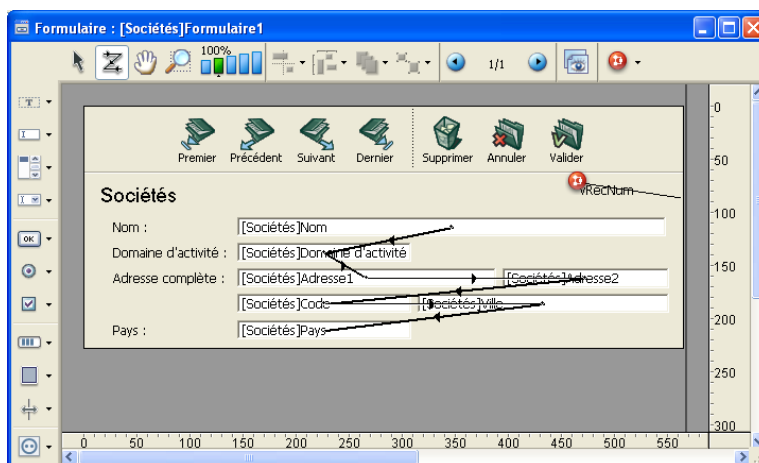 Formulaire : [Sociétés]Formulaire1
100%
1/1
Premier Précédent Suivant Dernier Supprimer Annuler Valider
vRecNum
Sociétés
Nom : [Sociétés]Nom
Domaine d'activité : [Sociétés]Domaine d'activité
Adresse complète : [Sociétés]Adresse1 [Sociétés]Adresse2
[Sociétés]Code [Sociétés]Ville
Pays : [Sociétés]Pays
OK
0
50
100
150
200
250
300
0 50 100 150 200 250 300 350 400 450 500 550